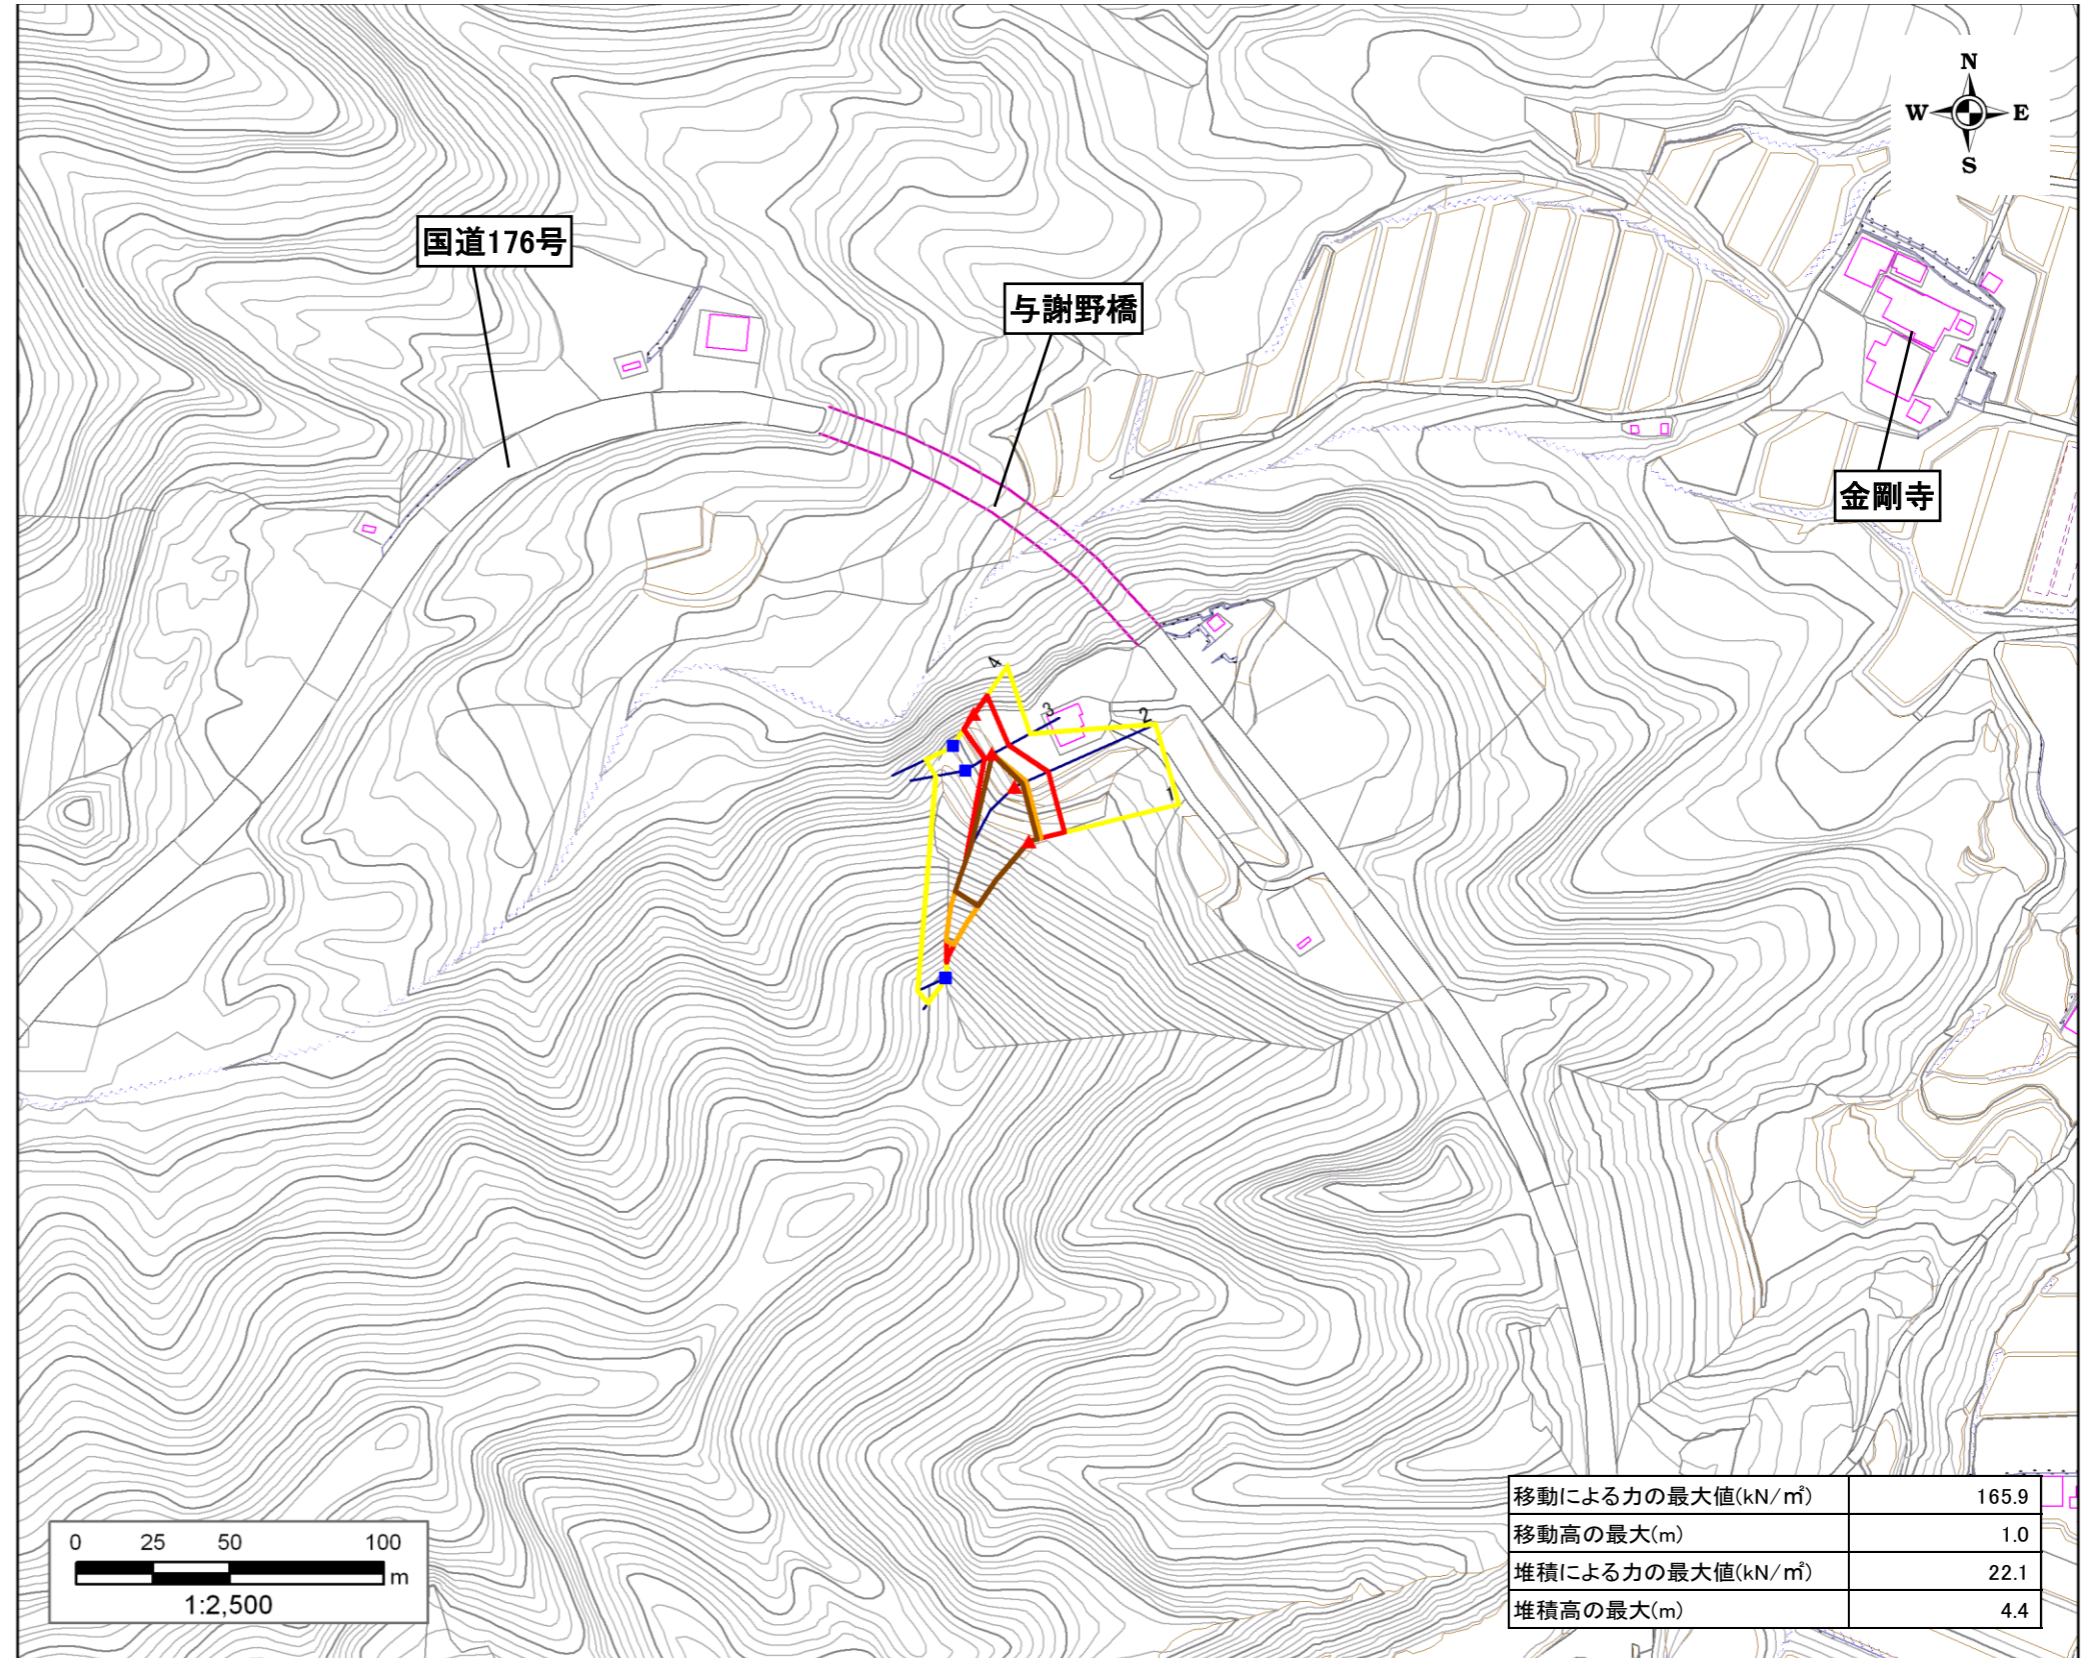 N
W E
S
国道176号
与謝野橋
金剛寺
4
3
2
1
移動による力の最大値(kN/㎡) 165.9
移動高の最大(m) 1.0
堆積による力の最大値(kN/㎡) 22.1
堆積高の最大(m) 4.4
0 25 50 100
m
1:2,500